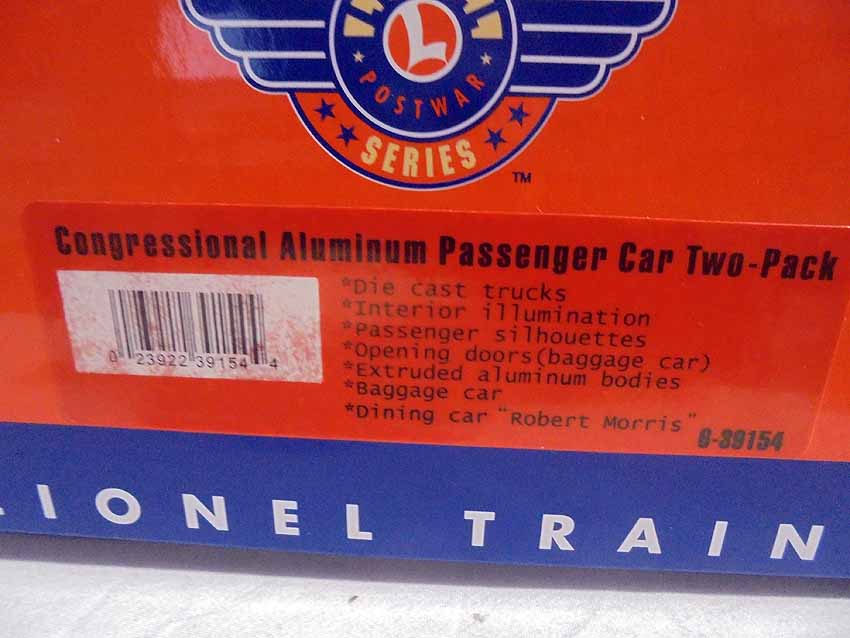 L
POSTWAR
SERIES
TM
Congressional Aluminum Passenger Car Two-Pack
*Die cast trucks
*Interior illumination
*Passenger silhouettes
*Opening doors(baggage car)
*Extruded aluminum bodies
*Baggage car
*Dining car "Robert Morris"
0 23922 39154 4
6-39154
LIONEL TRAIN